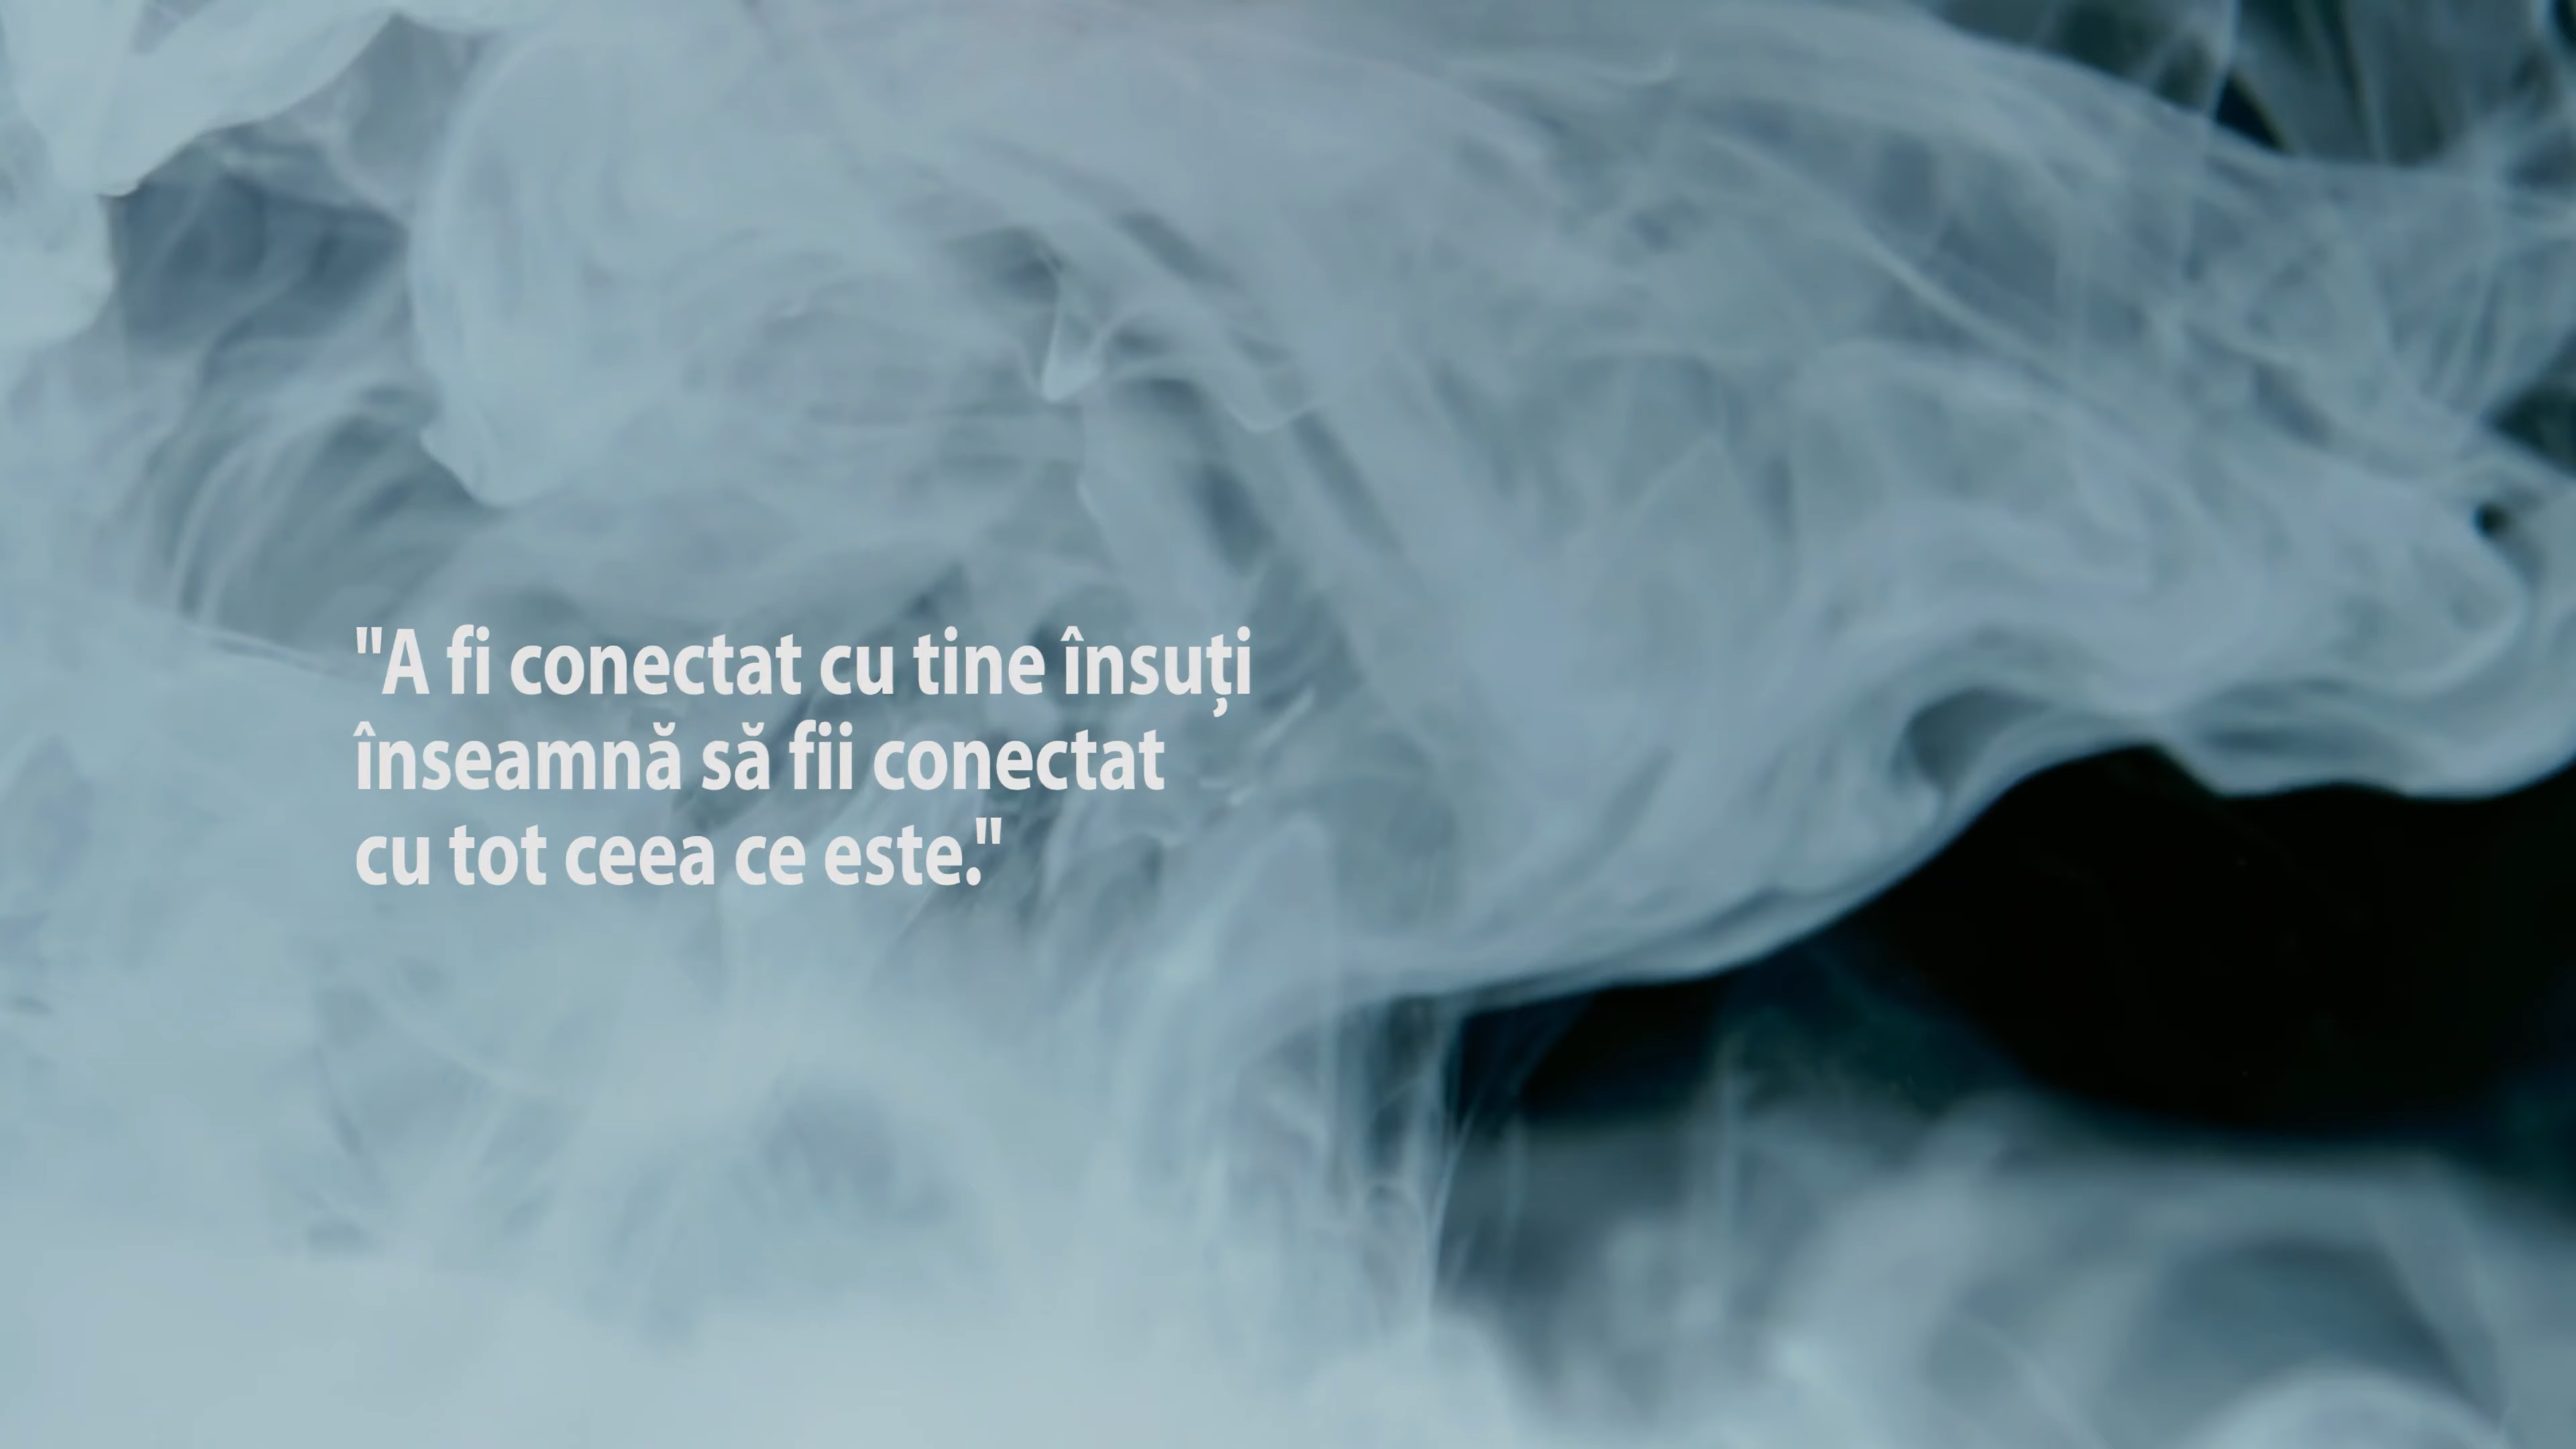 "A fi conectat cu tine însuți
înseamnă să fii conectat
cu tot ceea ce este."